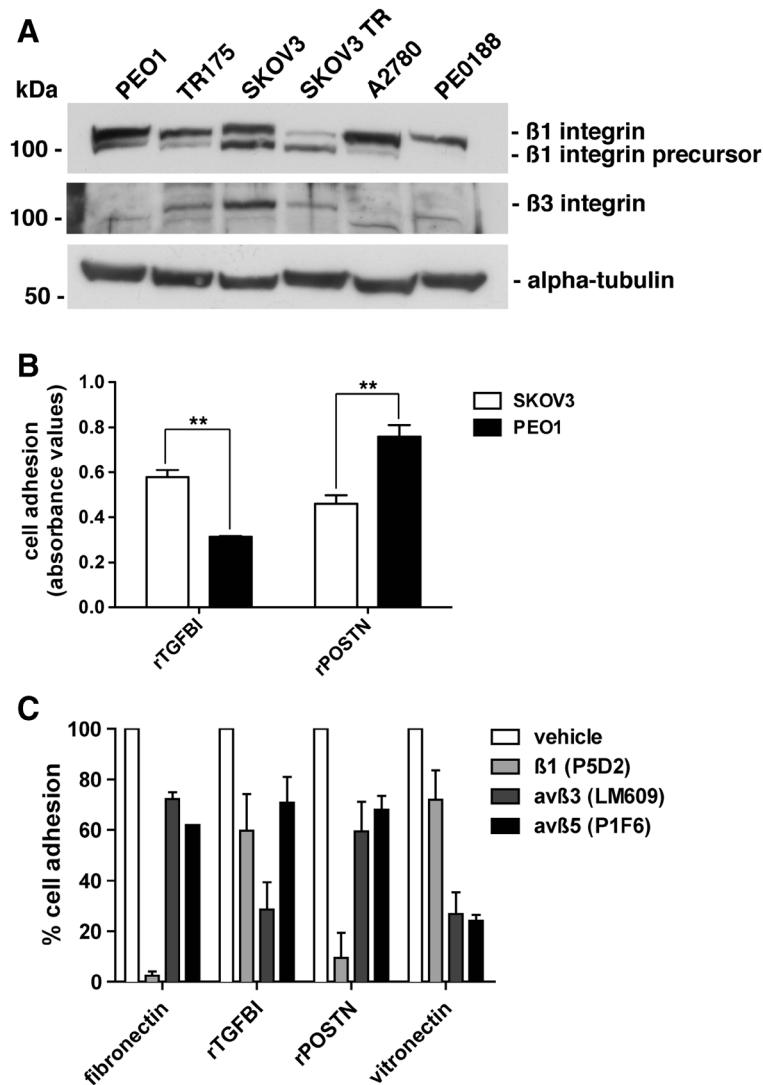 A
PEO1 TR175 SKOV3 SKOV3 TR A2780 PE0188
kDa
100 -
- ß1 integrin
- ß1 integrin precursor
100 -
- ß3 integrin
50 -
- alpha-tubulin
B
cell adhesion
(absorbance values)
1.0
0.8
0.6
0.4
0.2
0.0
**
**
SKOV3
PEO1
rTGFBI rPOSTN
C
% cell adhesion
100
80
60
40
20
0
vehicle
ß1 (P5D2)
avß3 (LM609)
avß5 (P1F6)
fibronectin rTGFBI rPOSTN vitronectin